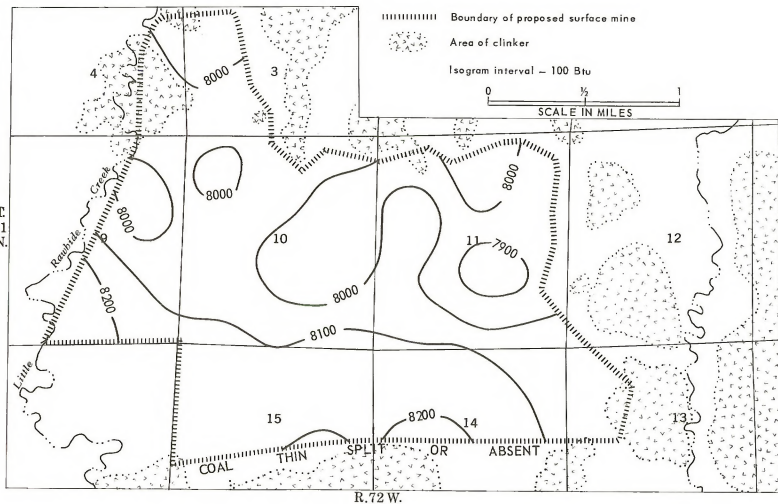 Boundary of proposed surface mine
Area of clinker
Isogram interval – 100 Btu
0 ½ 1
SCALE IN MILES
4
3
8000
8000
8000
8000
T.
1
N.
9
10
11
12
7900
8000
8200
8100
Little Rawhide Creek
15
8200
14
13
COAL THIN SPLIT OR ABSENT
R.72 W.